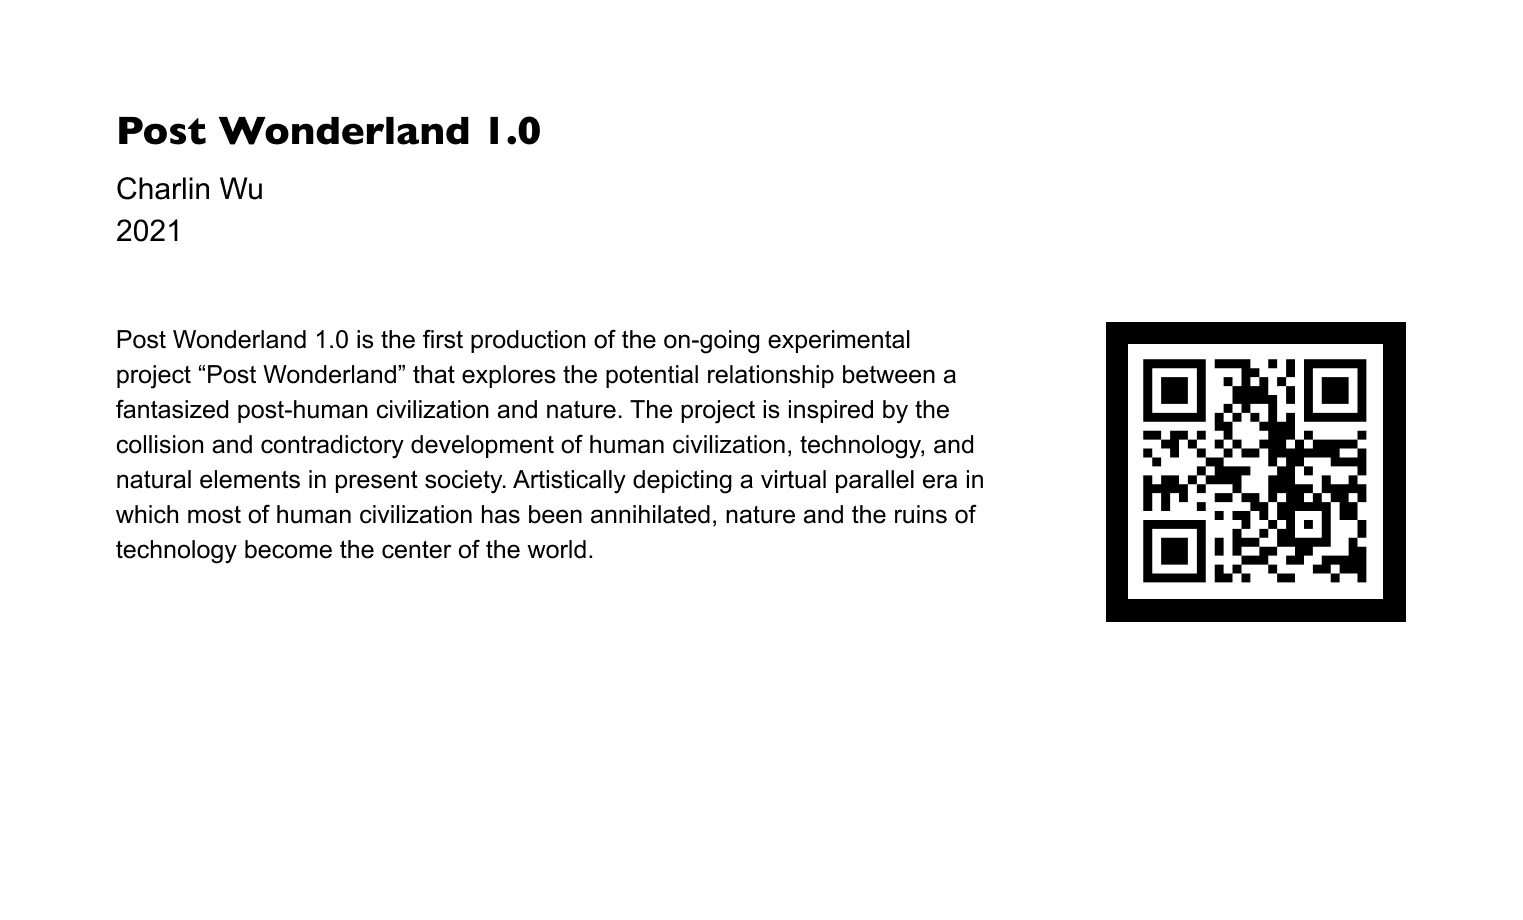 Post Wonderland 1.0
Charlin Wu
2021
Post Wonderland 1.0 is the first production of the on-going experimental
project “Post Wonderland” that explores the potential relationship between a
fantasized post-human civilization and nature. The project is inspired by the
collision and contradictory development of human civilization, technology, and
natural elements in present society. Artistically depicting a virtual parallel era in
which most of human civilization has been annihilated, nature and the ruins of
technology become the center of the world.